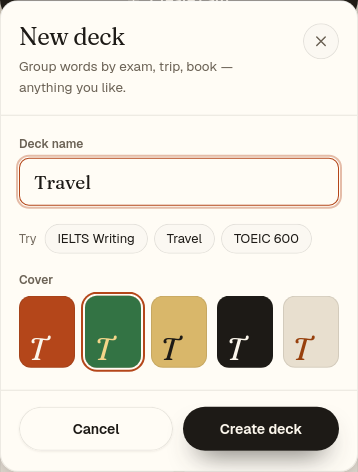 New deck
Group words by exam, trip, book —
anything you like.
Deck name
Travel
Try IELTS Writing Travel TOEIC 600
Cover
T T T T T
Cancel Create deck